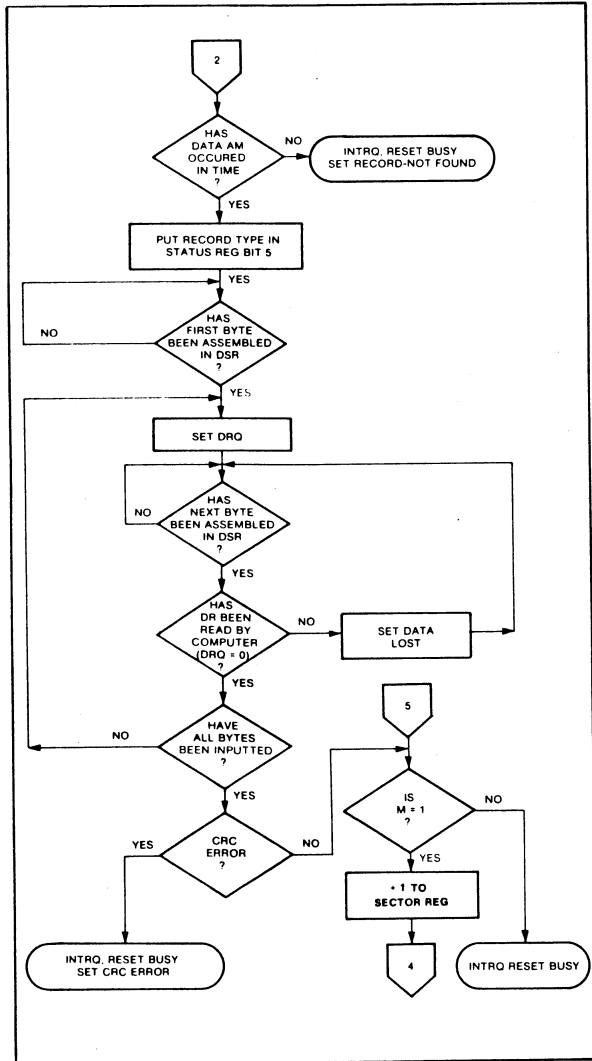 2
HAS
DATA AM
OCCURED
IN TIME
?
NO
INTRQ, RESET BUSY
SET RECORD-NOT FOUND
YES
PUT RECORD TYPE IN
STATUS REG BIT 5
YES
HAS
FIRST BYTE
BEEN ASSEMBLED
IN DSR
?
NO
YES
SET DRQ
HAS
NEXT BYTE
BEEN ASSEMBLED
IN DSR
?
NO
YES
HAS
DR BEEN
READ BY
COMPUTER
(DRQ = 0)
?
NO
SET DATA
LOST
YES
HAVE
ALL BYTES
BEEN INPUTTED
?
NO
YES
CRC
ERROR
?
YES
NO
INTRQ, RESET BUSY
SET CRC ERROR
5
IS
M = 1
?
NO
YES
+ 1 TO
SECTOR REG
4
INTRQ RESET BUSY